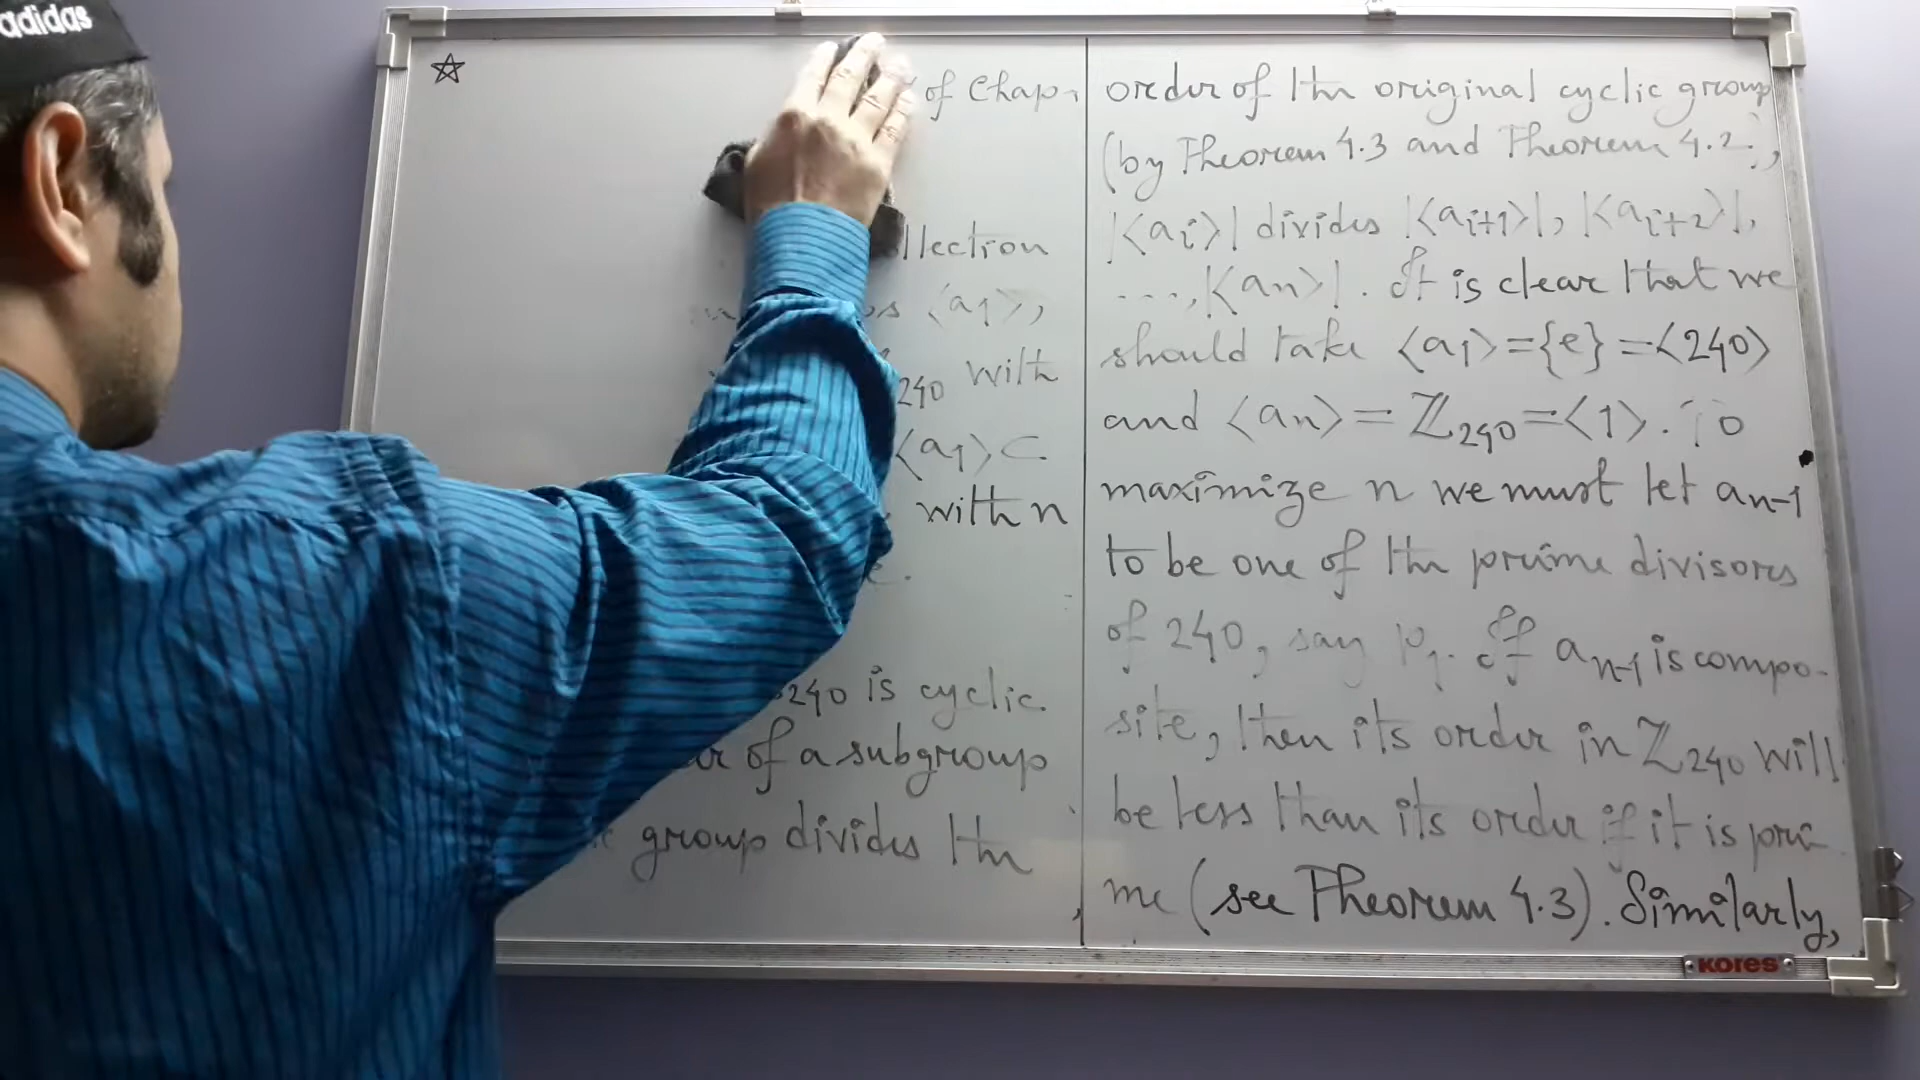 adidas
of Chap.
llection
⟨a1⟩,
240 with
⟨a1⟩ ⊂
with n
240 is cyclic.
of a subgroup
group divides the
order of the original cyclic group
(by Theorem 4.3 and Theorem 4.2),
|⟨ai⟩| divides |⟨ai+1⟩|, |⟨ai+2⟩|,
..., |⟨an⟩|. It is clear that we
should take ⟨a1⟩ = {e} = ⟨240⟩
and ⟨an⟩ = ℤ240 = ⟨1⟩. To
maximize n we must let an-1
to be one of the prime divisors
of 240, say p1. If an-1 is compo-
site, then its order in ℤ240 will
be less than its order if it is pri-
me (see Theorem 4.3). Similarly,
KORES